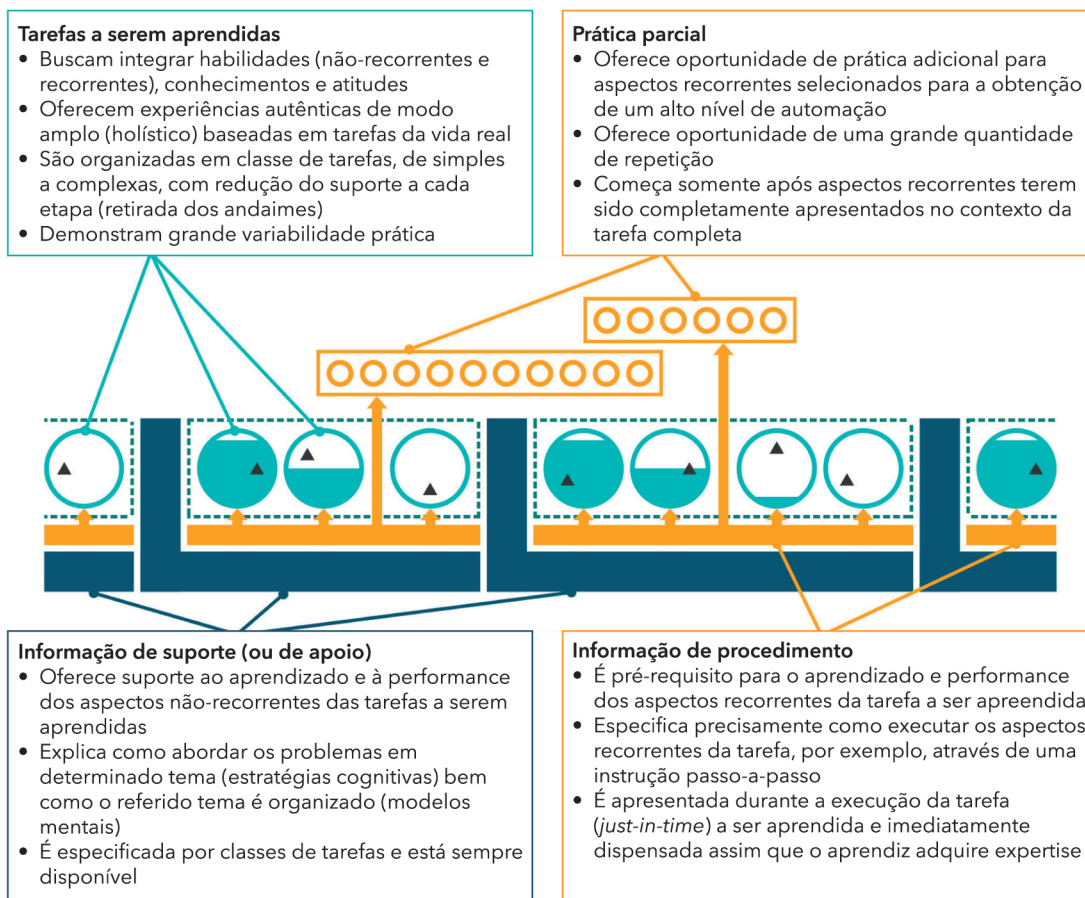 Tarefas a serem aprendidas
• Buscam integrar habilidades (não-recorrentes e
recorrentes), conhecimentos e atitudes
• Oferecem experiências autênticas de modo
amplo (holístico) baseadas em tarefas da vida real
• São organizadas em classe de tarefas, de simples
a complexas, com redução do suporte a cada
etapa (retirada dos andaimes)
• Demonstram grande variabilidade prática
Prática parcial
• Oferece oportunidade de prática adicional para
aspectos recorrentes selecionados para a obtenção
de um alto nível de automação
• Oferece oportunidade de uma grande quantidade
de repetição
• Começa somente após aspectos recorrentes terem
sido completamente apresentados no contexto da
tarefa completa
Informação de suporte (ou de apoio)
• Oferece suporte ao aprendizado e à performance
dos aspectos não-recorrentes das tarefas a serem
aprendidas
• Explica como abordar os problemas em
determinado tema (estratégias cognitivas) bem
como o referido tema é organizado (modelos
mentais)
• É especificada por classes de tarefas e está sempre
disponível
Informação de procedimento
• É pré-requisito para o aprendizado e performance
dos aspectos recorrentes da tarefa a ser apreendida
• Especifica precisamente como executar os aspectos
recorrentes da tarefa, por exemplo, através de uma
instrução passo-a-passo
• É apresentada durante a execução da tarefa
(just-in-time) a ser aprendida e imediatamente
dispensada assim que o aprendiz adquire expertise